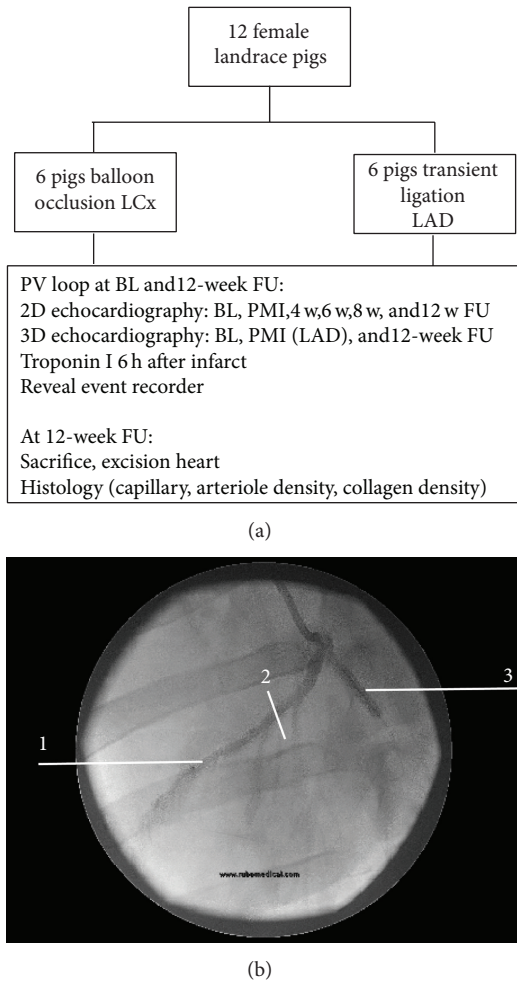 12 female
landrace pigs
6 pigs balloon
occlusion LCx
6 pigs transient
ligation
LAD
PV loop at BL and12-week FU:
2D echocardiography: BL, PMI,4 w,6 w,8 w, and12 w FU
3D echocardiography: BL, PMI (LAD), and12-week FU
Troponin I 6 h after infarct
Reveal event recorder
At 12-week FU:
Sacrifice, excision heart
Histology (capillary, arteriole density, collagen density)
(a)
1
2
3
www.rubomedical.com
(b)